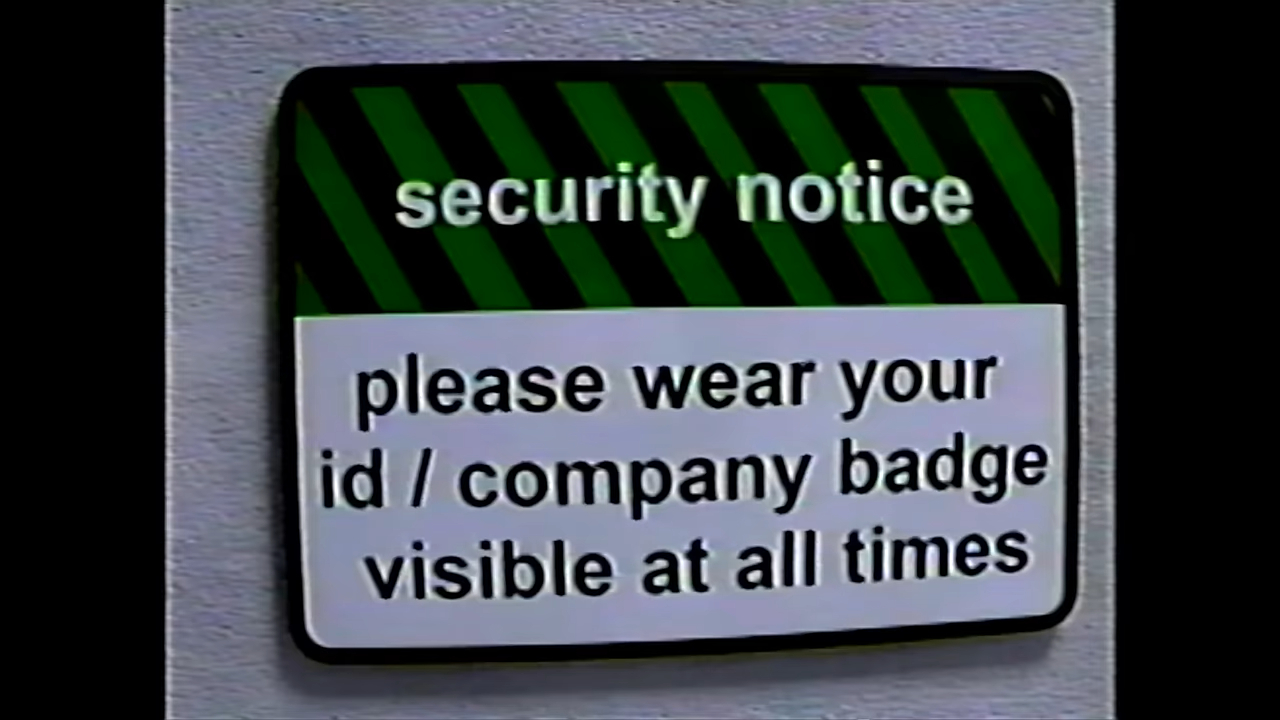 security notice
please wear your
id / company badge
visible at all times